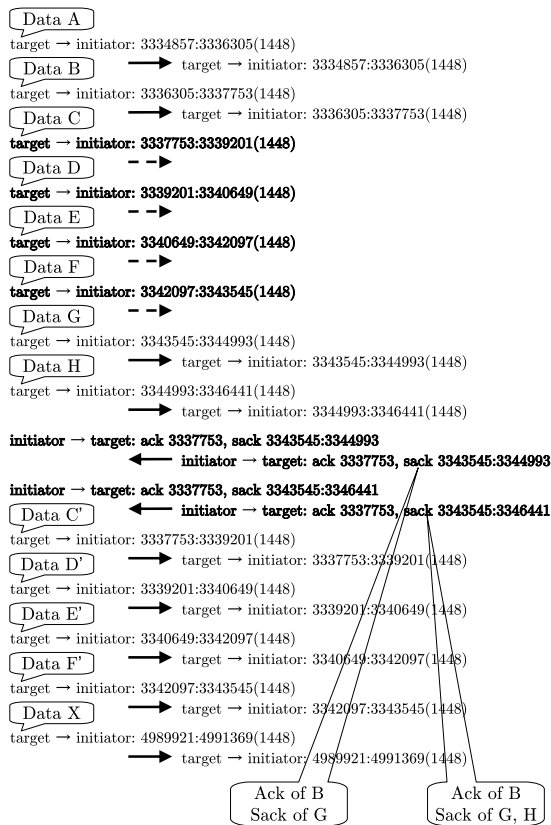 Data A
target → initiator: 3334857:3336305(1448)
Data B
target → initiator: 3334857:3336305(1448)
target → initiator: 3336305:3337753(1448)
Data C
target → initiator: 3336305:3337753(1448)
target → initiator: 3337753:3339201(1448)
Data D
target → initiator: 3339201:3340649(1448)
Data E
target → initiator: 3340649:3342097(1448)
Data F
target → initiator: 3342097:3343545(1448)
Data G
target → initiator: 3343545:3344993(1448)
Data H
target → initiator: 3343545:3344993(1448)
target → initiator: 3344993:3346441(1448)
target → initiator: 3344993:3346441(1448)
initiator → target: ack 3337753, sack 3343545:3344993
initiator → target: ack 3337753, sack 3343545:3344993
initiator → target: ack 3337753, sack 3343545:3346441
Data C'
initiator → target: ack 3337753, sack 3343545:3346441
target → initiator: 3337753:3339201(1448)
Data D'
target → initiator: 3337753:3339201(1448)
target → initiator: 3339201:3340649(1448)
Data E'
target → initiator: 3339201:3340649(1448)
target → initiator: 3340649:3342097(1448)
Data F'
target → initiator: 3340649:3342097(1448)
target → initiator: 3342097:3343545(1448)
Data X
target → initiator: 3342097:3343545(1448)
target → initiator: 4989921:4991369(1448)
target → initiator: 4989921:4991369(1448)
Ack of B
Sack of G
Ack of B
Sack of G, H